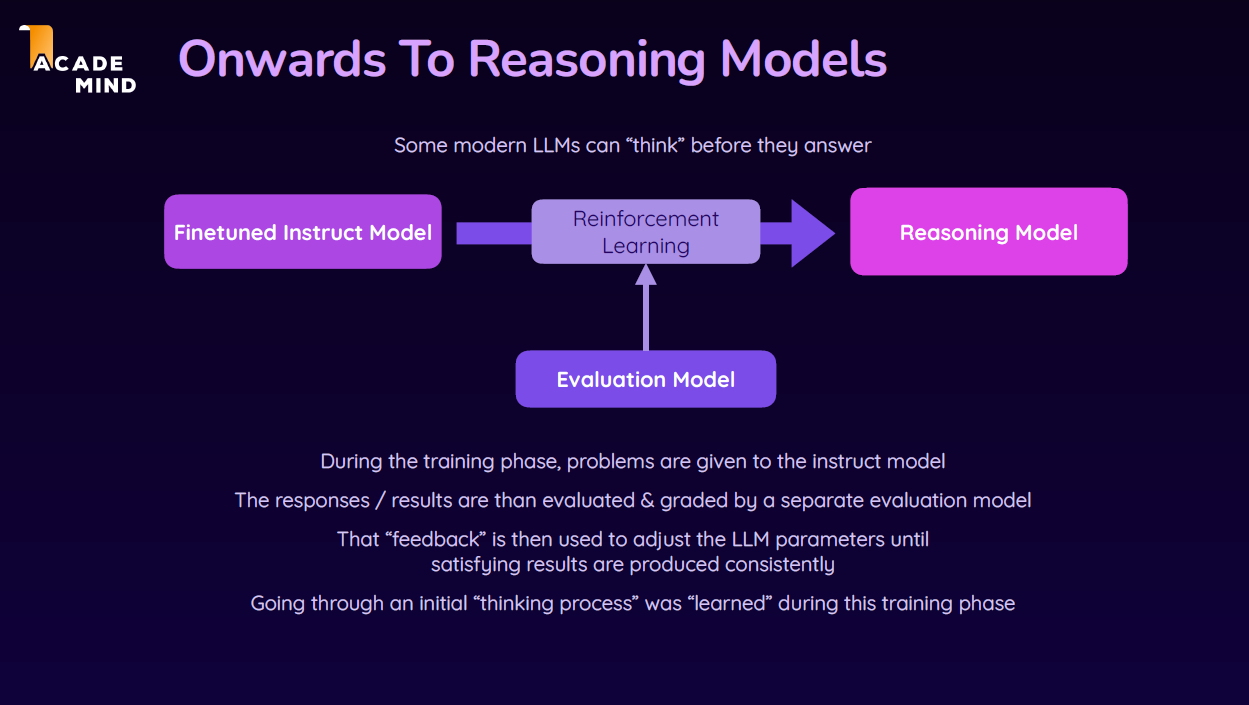 ACADE
MIND
Onwards To Reasoning Models
Some modern LLMs can “think” before they answer
Finetuned Instruct Model
Reinforcement
Learning
Reasoning Model
Evaluation Model
During the training phase, problems are given to the instruct model
The responses / results are than evaluated & graded by a separate evaluation model
That “feedback” is then used to adjust the LLM parameters until
satisfying results are produced consistently
Going through an initial “thinking process” was “learned” during this training phase